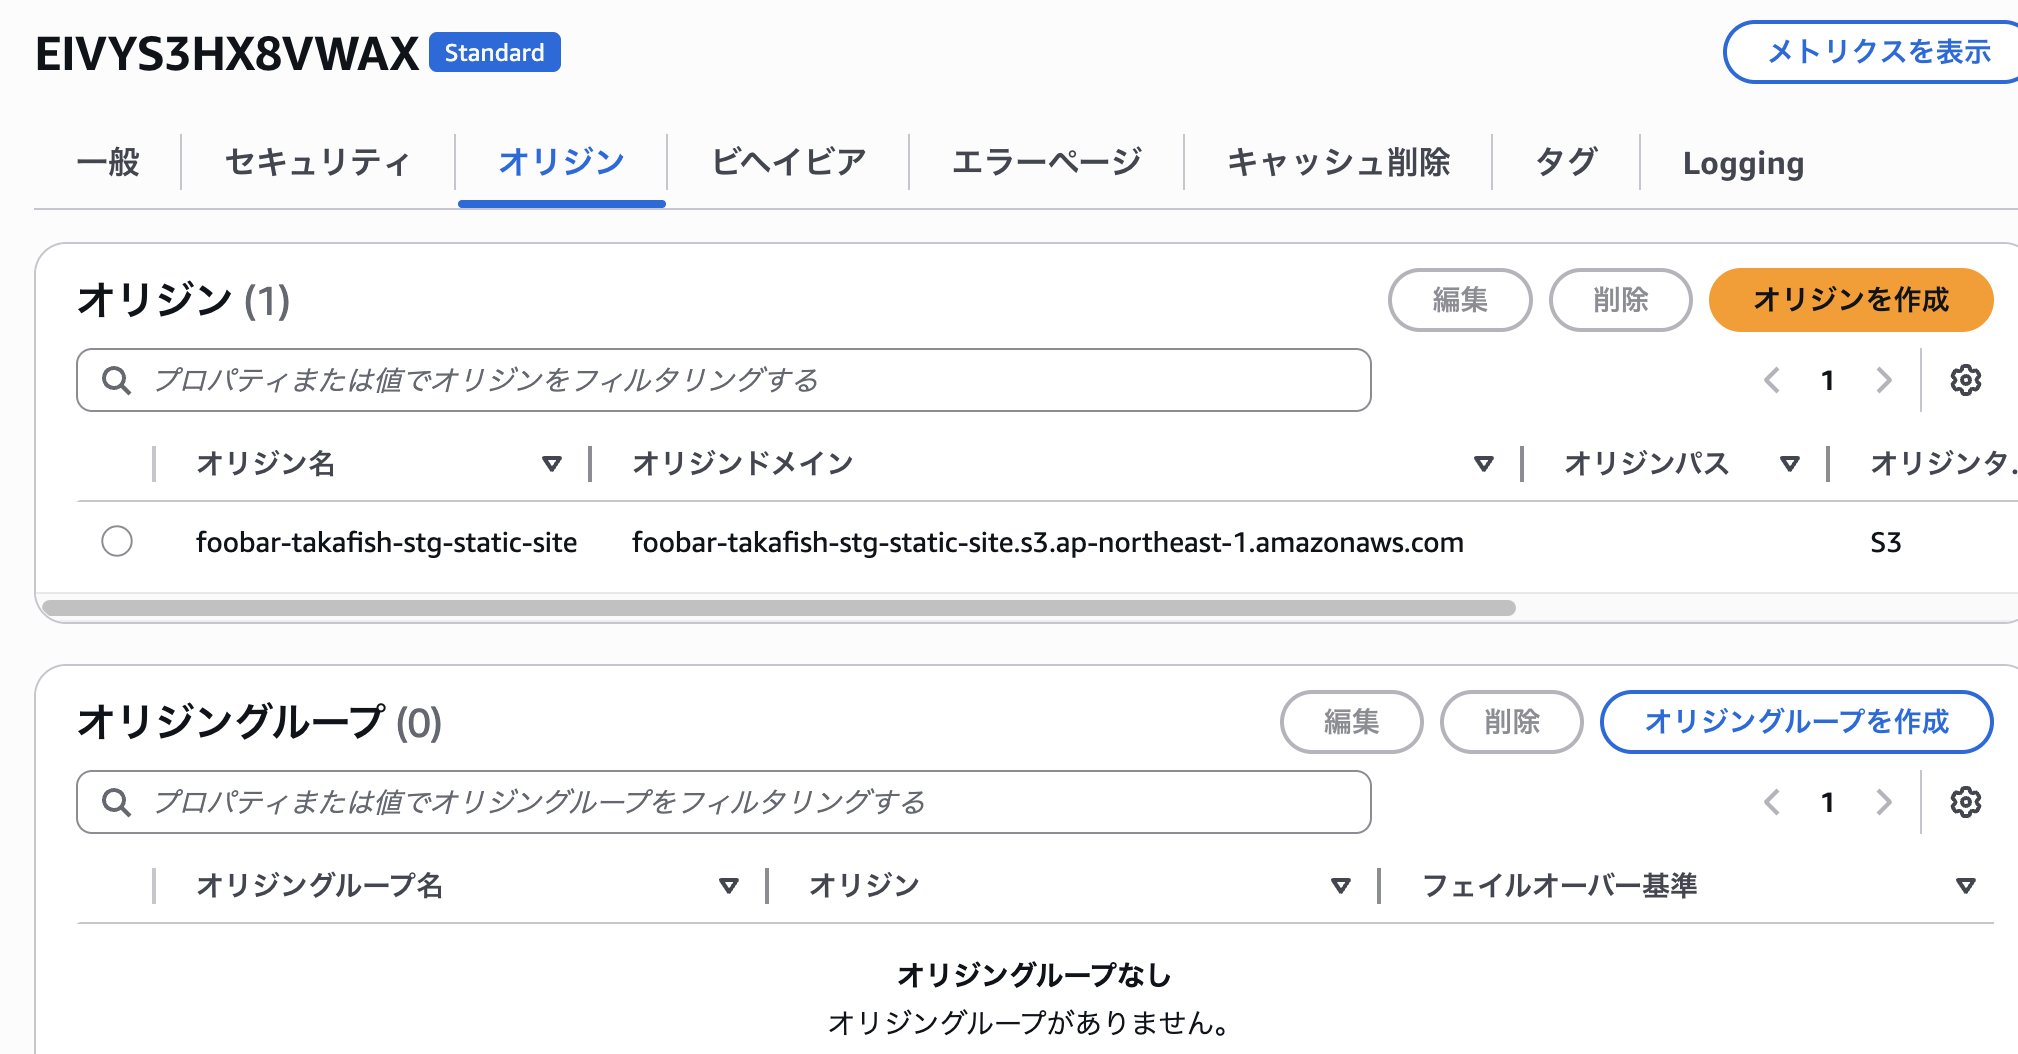 EIVYS3HX8VWAX Standard メトリクスを表示
一般 セキュリティ オリジン ビヘイビア エラーページ キャッシュ削除 タグ Logging
オリジン (1) 編集 削除 オリジンを作成
プロパティまたは値でオリジンをフィルタリングする 1
オリジン名 オリジンドメイン オリジンパス オリジンタ.
foobar-takafish-stg-static-site foobar-takafish-stg-static-site.s3.ap-northeast-1.amazonaws.com S3
オリジングループ (0) 編集 削除 オリジングループを作成
プロパティまたは値でオリジングループをフィルタリングする 1
オリジングループ名 オリジン フェイルオーバー基準
オリジングループなし
オリジングループがありません。